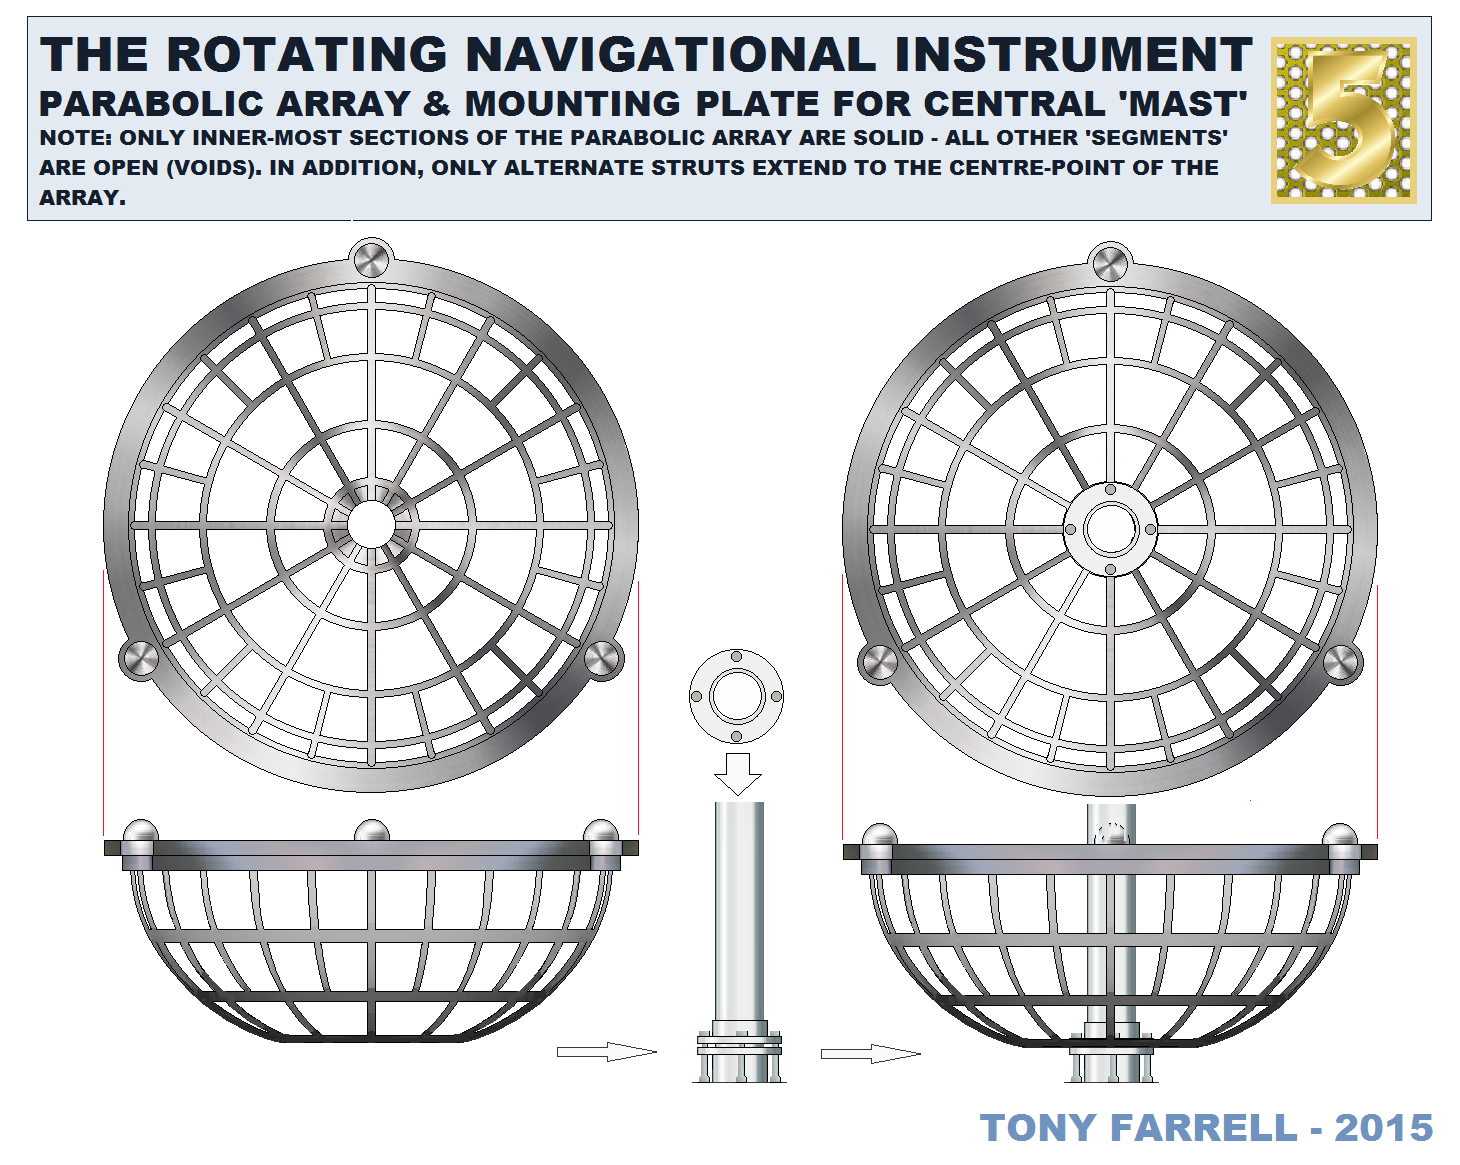 THE ROTATING NAVIGATIONAL INSTRUMENT
PARABOLIC ARRAY & MOUNTING PLATE FOR CENTRAL 'MAST'
NOTE: ONLY INNER-MOST SECTIONS OF THE PARABOLIC ARRAY ARE SOLID - ALL OTHER 'SEGMENTS'
ARE OPEN (VOIDS). IN ADDITION, ONLY ALTERNATE STRUTS EXTEND TO THE CENTRE-POINT OF THE
ARRAY.
5
TONY FARRELL - 2015